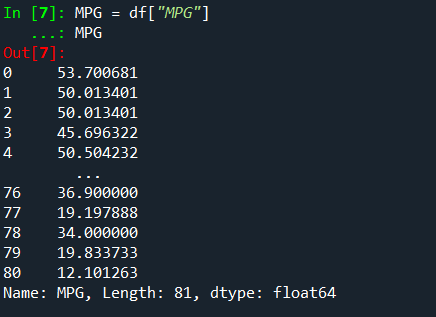 In [7]: MPG = df["MPG"]
   ...: MPG
Out[7]:
0     53.700681
1     50.013401
2     50.013401
3     45.696322
4     50.504232
        ...
76    36.900000
77    19.197888
78    34.000000
79    19.833733
80    12.101263
Name: MPG, Length: 81, dtype: float64